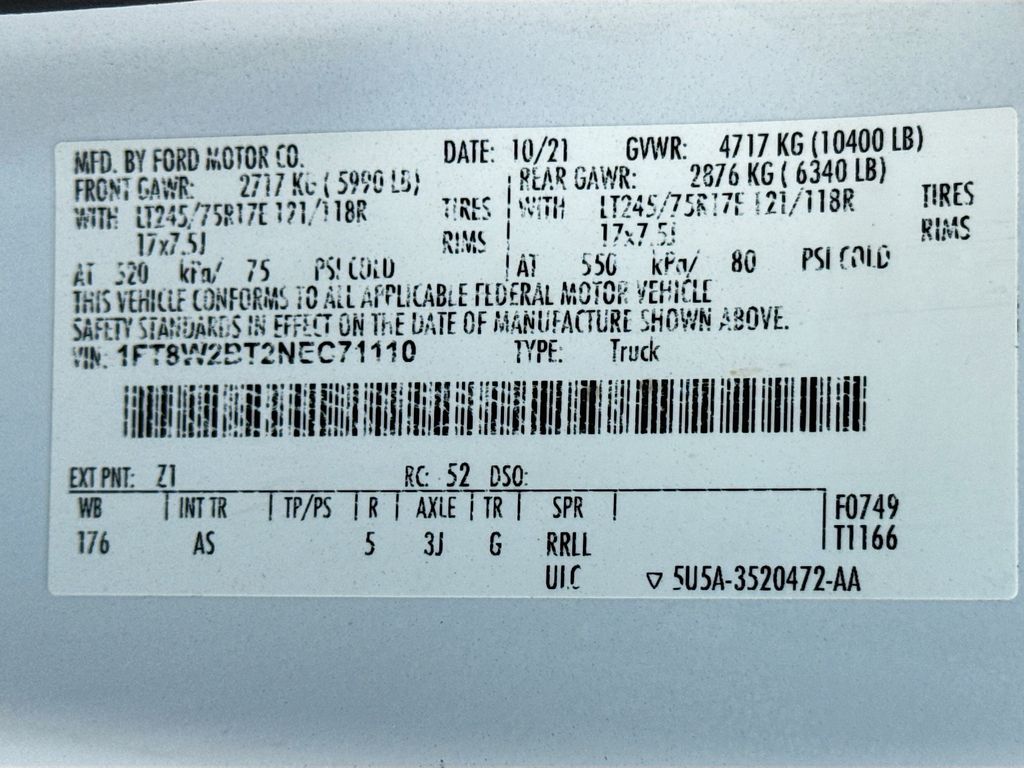 MFD. BY FORD MOTOR CO. DATE: 10/21 GVWR: 4717 KG (10400 LB)
FRONT GAWR: 2717 KG ( 5990 LB) REAR GAWR: 2876 KG ( 6340 LB)
WITH LT245/75R17E 121/118R TIRES WITH LT245/75R17E 121/118R TIRES
17x7.5J RIMS 17x7.5J RIMS
AT 520 kPa/ 75 PSI COLD AT 550 kPa/ 80 PSI COLD
THIS VEHICLE CONFORMS TO ALL APPLICABLE FEDERAL MOTOR VEHICLE
SAFETY STANDARDS IN EFFECT ON THE DATE OF MANUFACTURE SHOWN ABOVE.
VIN: 1FT8W2BT2NEC71110 TYPE: Truck
EXT PNT: Z1 RC: 52 DSO:
WB INT TR TP/PS R AXLE TR SPR F0749
176 AS 5 3J G RRLL T1166
UIC ▽ 5U5A-3520472-AA